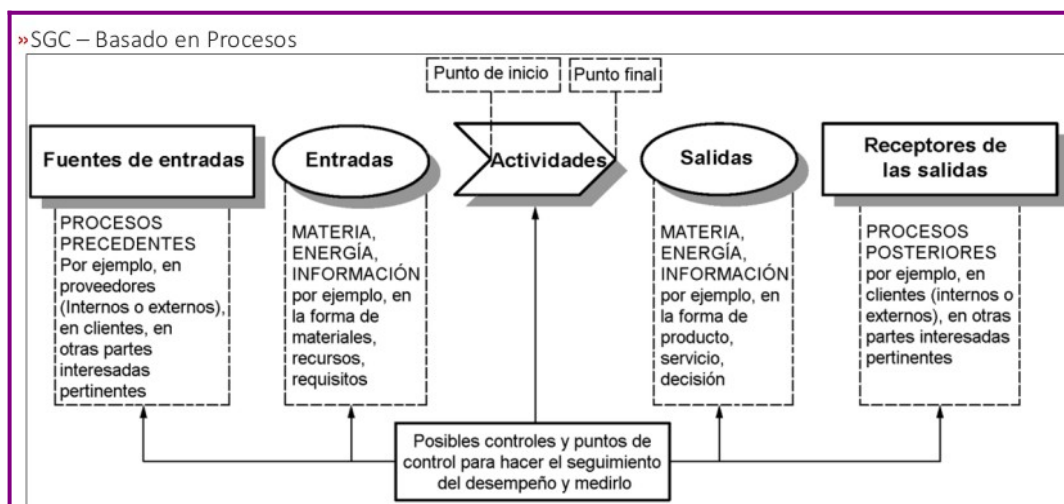 »SGC – Basado en Procesos
Punto de inicio
Punto final
Fuentes de entradas
Entradas
Actividades
Salidas
Receptores de
las salidas
PROCESOS
PRECEDENTES
Por ejemplo, en
proveedores
(Internos o externos),
en clientes, en
otras partes
interesadas
pertinentes
MATERIA,
ENERGÍA,
INFORMACIÓN
por ejemplo, en
la forma de
materiales,
recursos,
requisitos
MATERIA,
ENERGÍA,
INFORMACIÓN
por ejemplo, en
la forma de
producto,
servicio,
decisión
PROCESOS
POSTERIORES
por ejemplo, en
clientes (internos o
externos), en otras
partes interesadas
pertinentes
Posibles controles y puntos de
control para hacer el seguimiento
del desempeño y medirlo